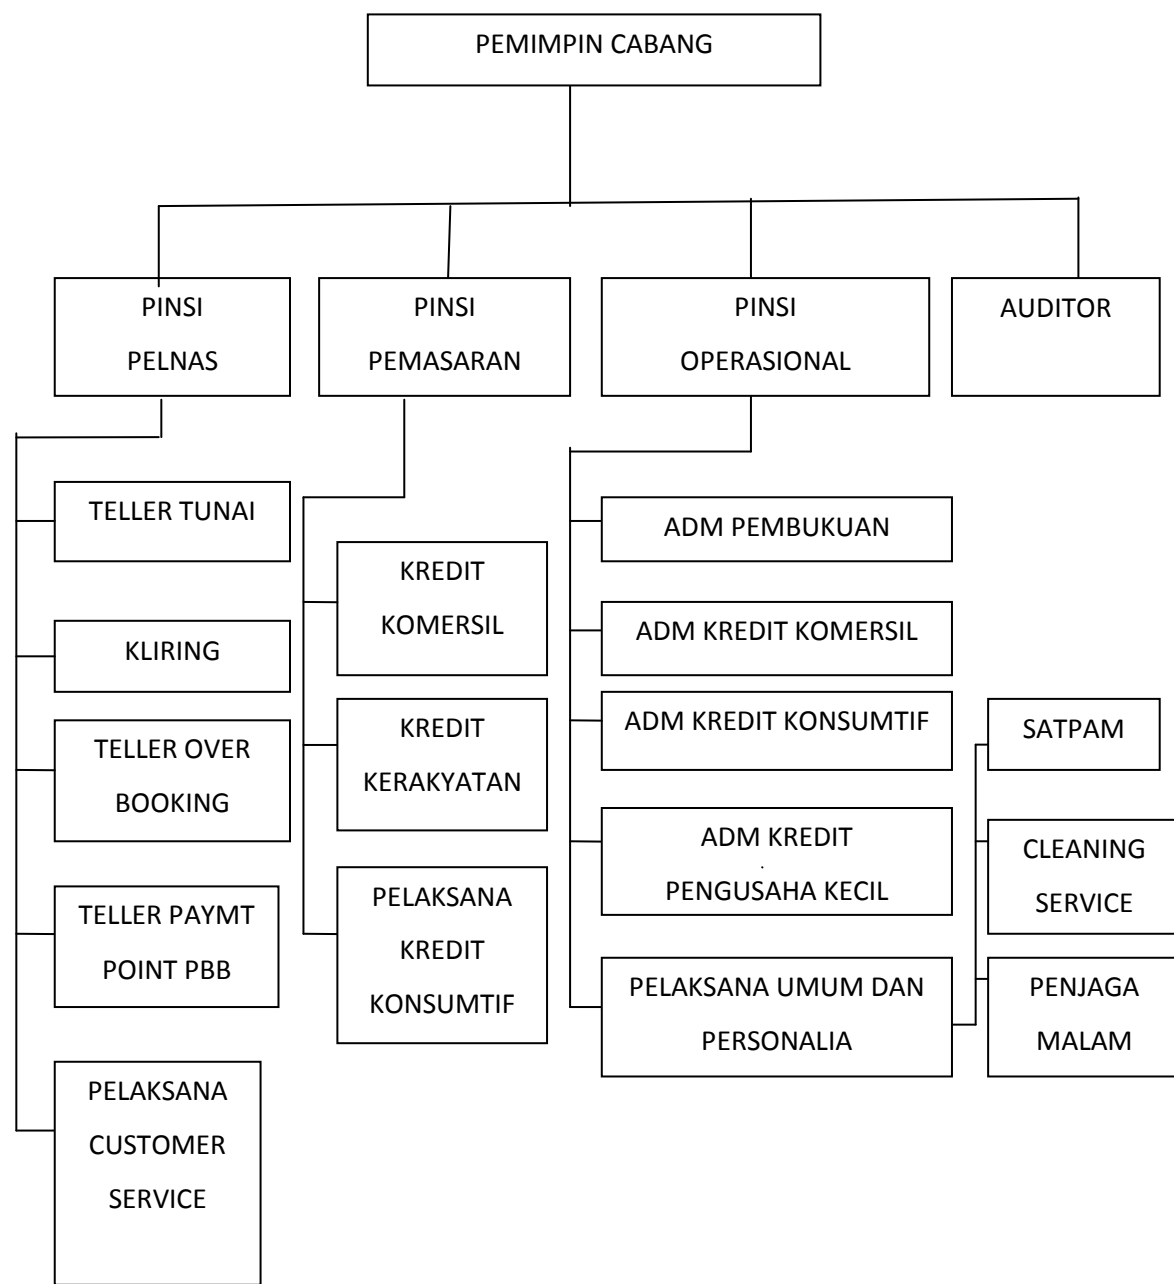 PEMIMPIN CABANG
PINSI
PELNAS
PINSI
PEMASARAN
PINSI
OPERASIONAL
AUDITOR
TELLER TUNAI
KLIRING
TELLER OVER
BOOKING
TELLER PAYMT
POINT PBB
PELAKSANA
CUSTOMER
SERVICE
KREDIT
KOMERSIL
KREDIT
KERAKYATAN
PELAKSANA
KREDIT
KONSUMTIF
ADM PEMBUKUAN
ADM KREDIT KOMERSIL
ADM KREDIT KONSUMTIF
ADM KREDIT
PENGUSAHA KECIL
PELAKSANA UMUM DAN
PERSONALIA
SATPAM
CLEANING
SERVICE
PENJAGA
MALAM